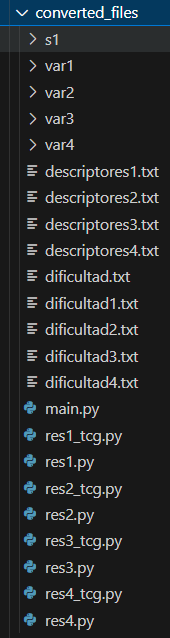 converted_files
s1
var1
var2
var3
var4
descriptores1.txt
descriptores2.txt
descriptores3.txt
descriptores4.txt
dificultad.txt
dificultad1.txt
dificultad2.txt
dificultad3.txt
dificultad4.txt
main.py
res1_tcg.py
res1.py
res2_tcg.py
res2.py
res3_tcg.py
res3.py
res4_tcg.py
res4.py